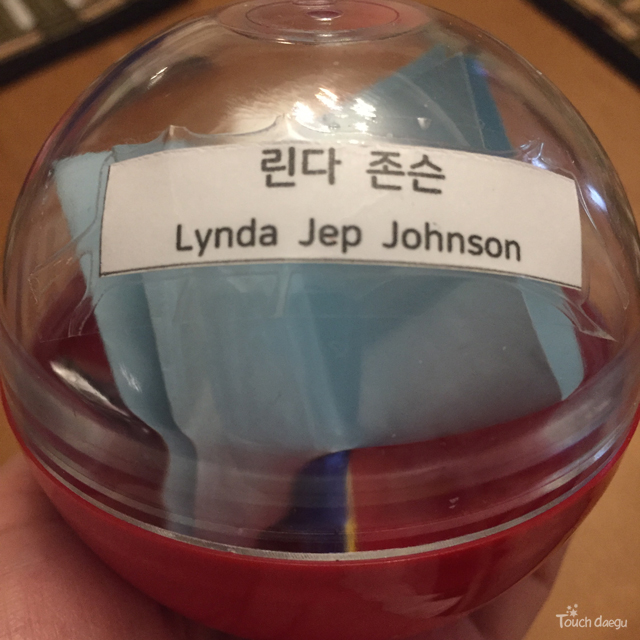 린다 존슨
Lynda Jep Johnson
Touch daegu